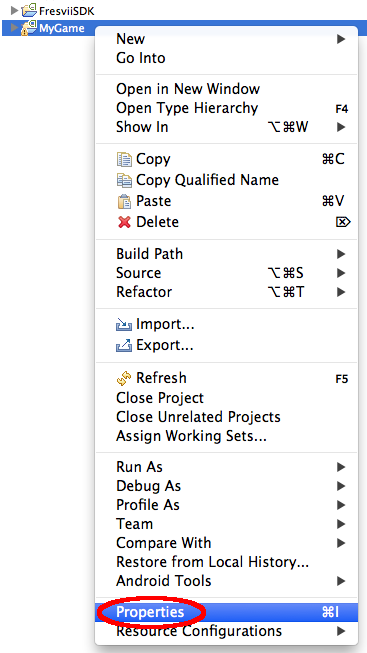 FresviiSDK
MyGame
New
Go Into
Open in New Window
Open Type Hierarchy F4
Show In ⌥⌘W
Copy ⌘C
Copy Qualified Name
Paste ⌘V
Delete ⌦
Build Path
Source ⌥⌘S
Refactor ⌥⌘T
Import...
Export...
Refresh F5
Close Project
Close Unrelated Projects
Assign Working Sets...
Run As
Debug As
Profile As
Team
Compare With
Restore from Local History...
Android Tools
Properties ⌘I
Resource Configurations